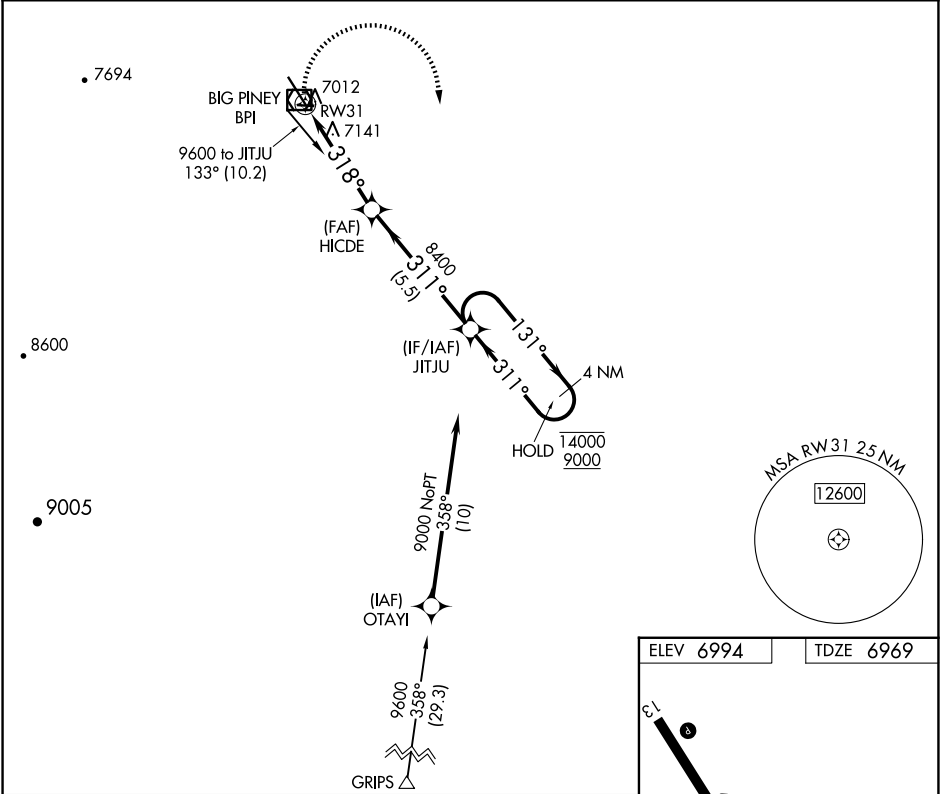 7694
BIG PINEY
BPI
7012
RW31
7141
9600 to JITJU
133° (10.2)
318°
(FAF)
HICDE
8400
311°
(5.5)
8600
(IF/IAF)
JITJU
131°
311°
4 NM
HOLD
14000
9000
MSA RW31 25 NM
12600
9005
9000 NoPT
358°
(10)
(IAF)
OTAYI
9600
358°
(29.3)
GRIPS
ELEV 6994
TDZE 6969
13
P